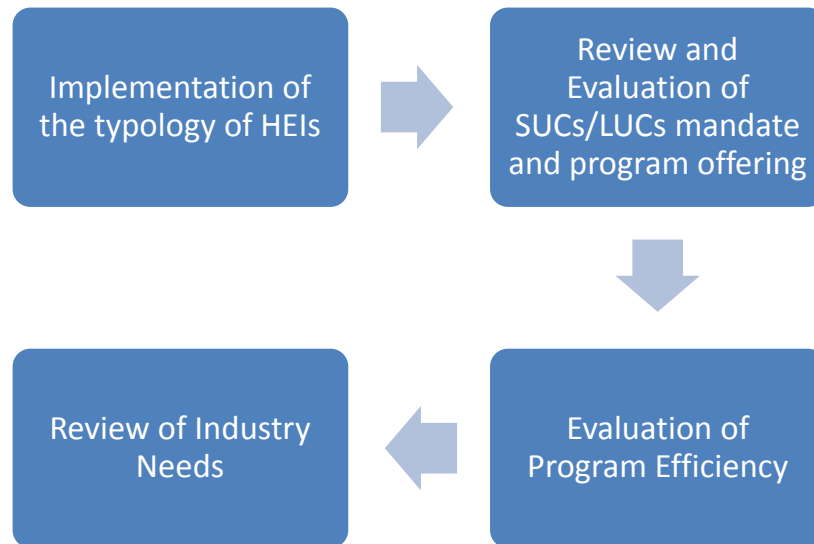 Implementation of
the typology of HEIs
Review and
Evaluation of
SUCs/LUCs mandate
and program offering
Evaluation of
Program Efficiency
Review of Industry
Needs